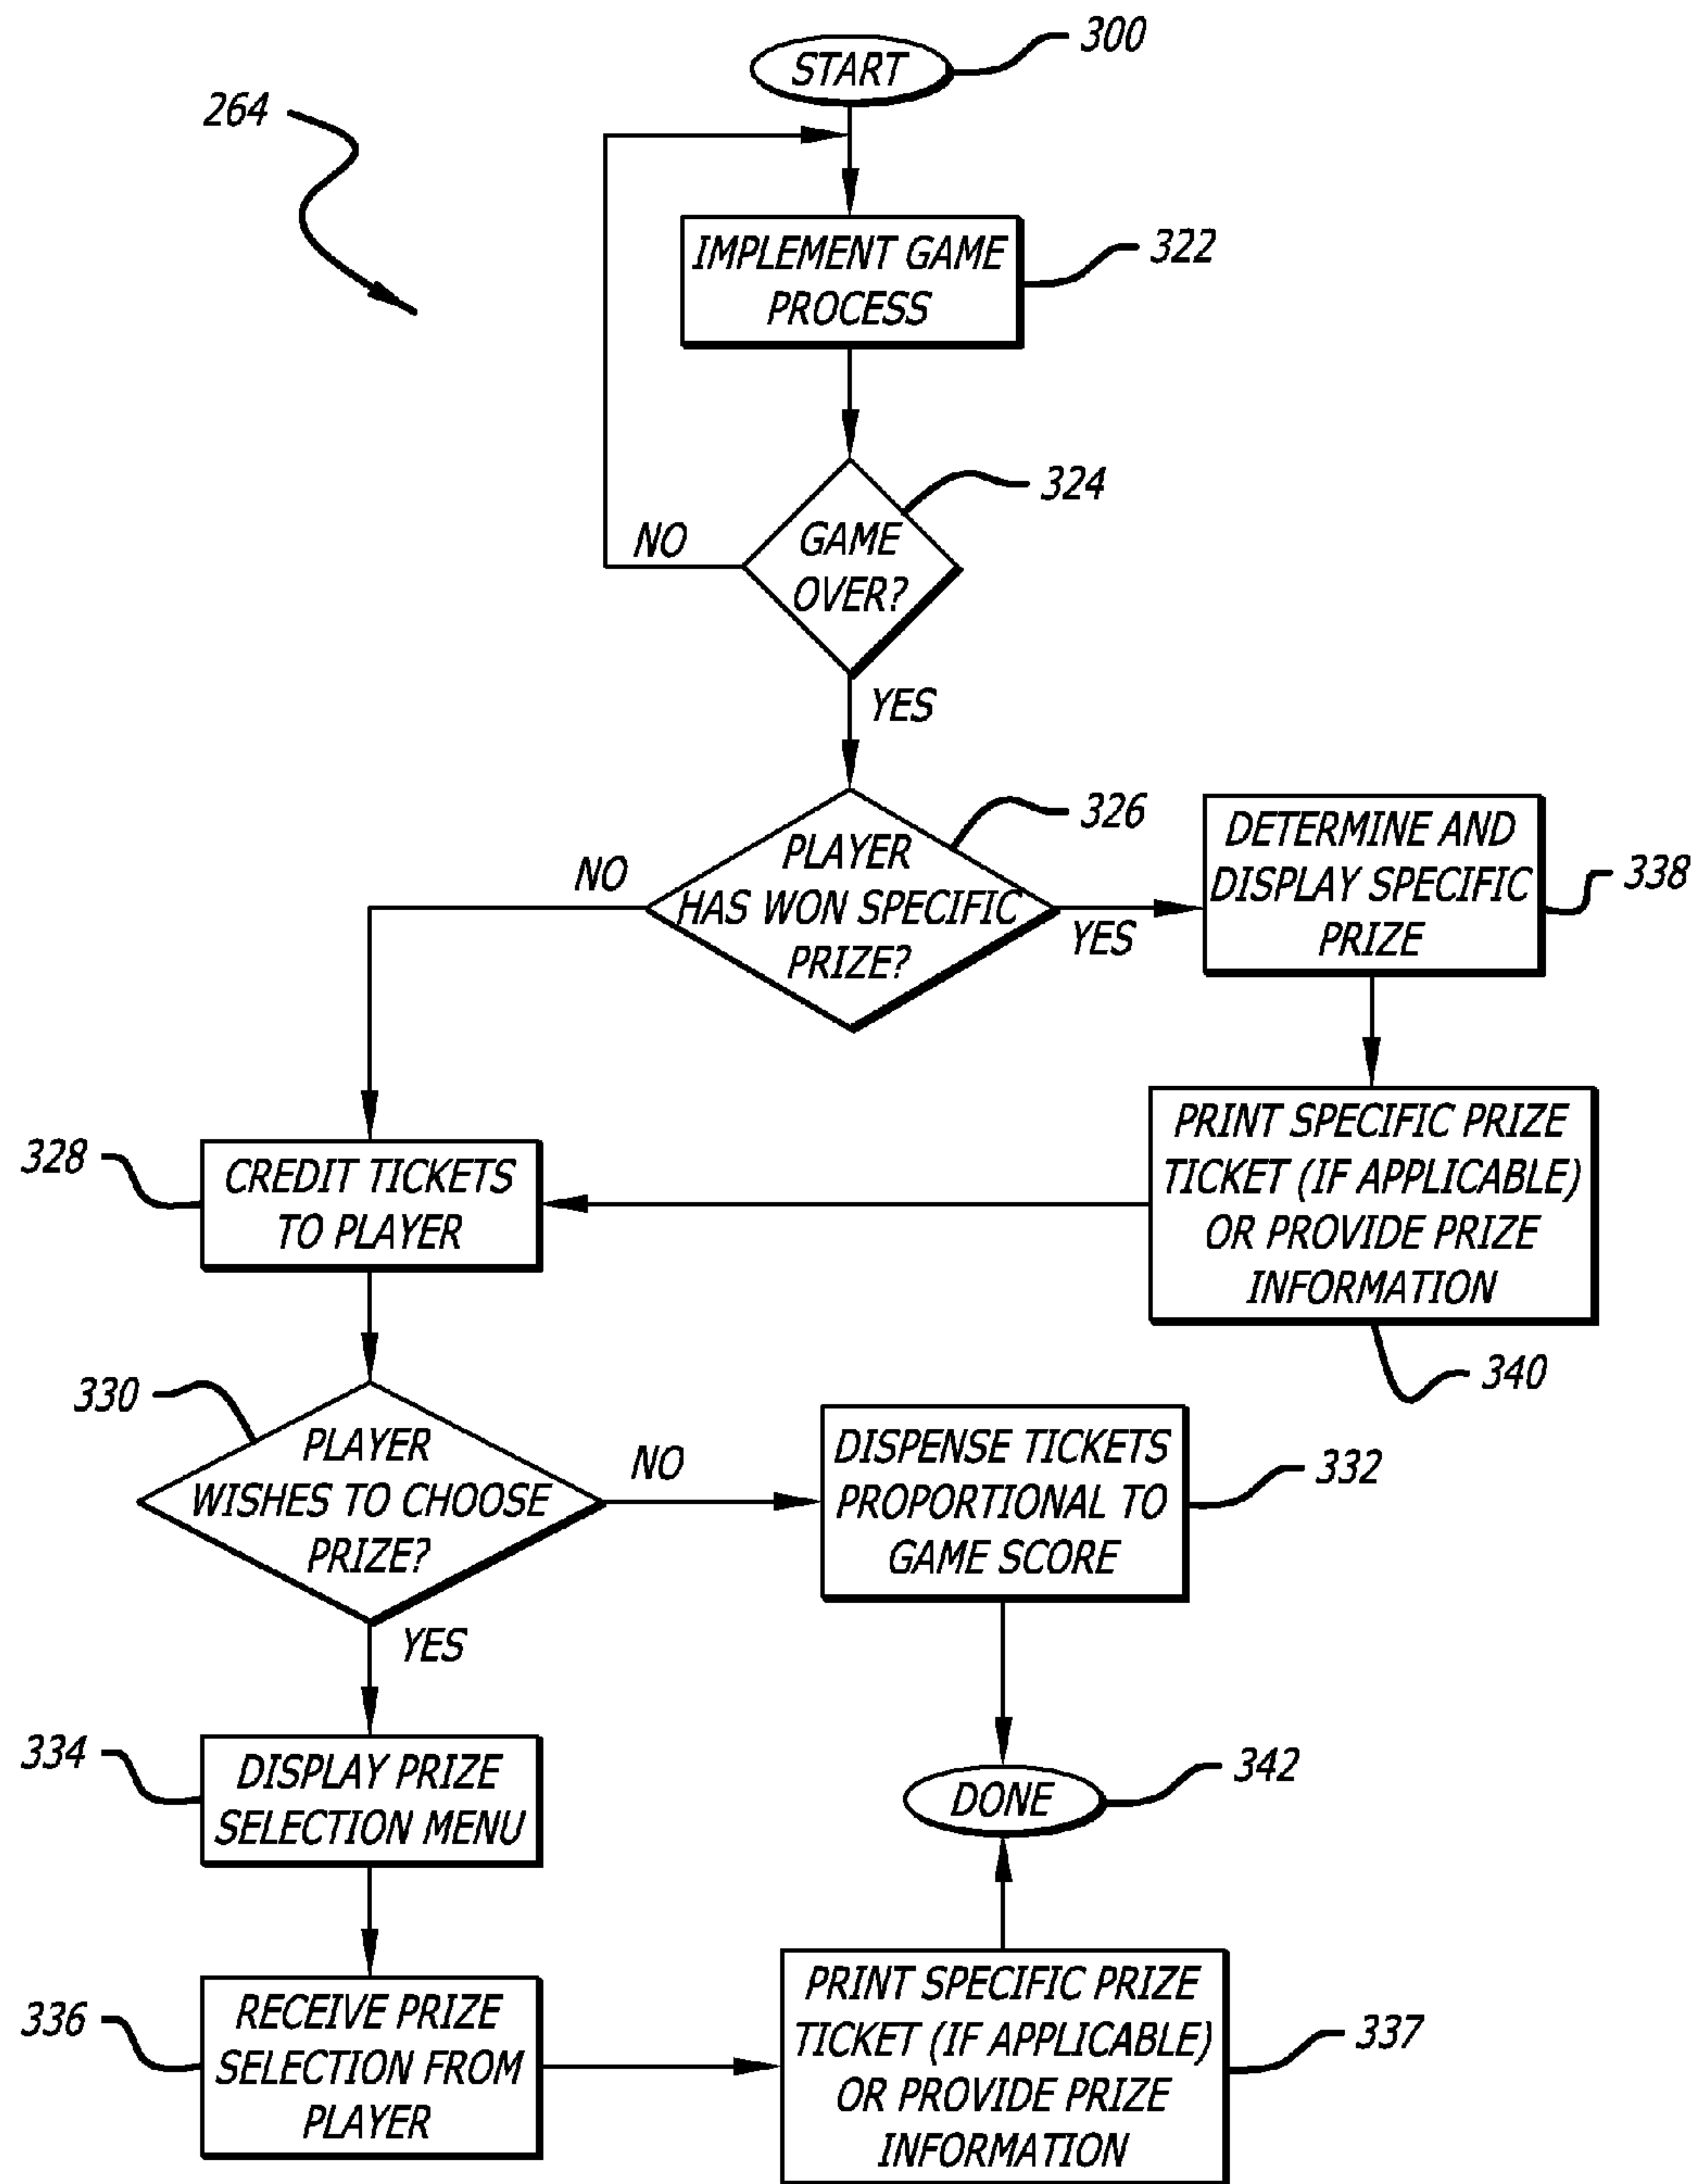 START
300
264
IMPLEMENT GAME
PROCESS
322
324
GAME
OVER?
NO
YES
326
PLAYER
HAS WON SPECIFIC
PRIZE?
NO
YES
DETERMINE AND
DISPLAY SPECIFIC
PRIZE
338
PRINT SPECIFIC PRIZE
TICKET (IF APPLICABLE)
OR PROVIDE PRIZE
INFORMATION
340
328
CREDIT TICKETS
TO PLAYER
330
PLAYER
WISHES TO CHOOSE
PRIZE?
NO
YES
DISPENSE TICKETS
PROPORTIONAL TO
GAME SCORE
332
334
DISPLAY PRIZE
SELECTION MENU
DONE
342
336
RECEIVE PRIZE
SELECTION FROM
PLAYER
PRINT SPECIFIC PRIZE
TICKET (IF APPLICABLE)
OR PROVIDE PRIZE
INFORMATION
337